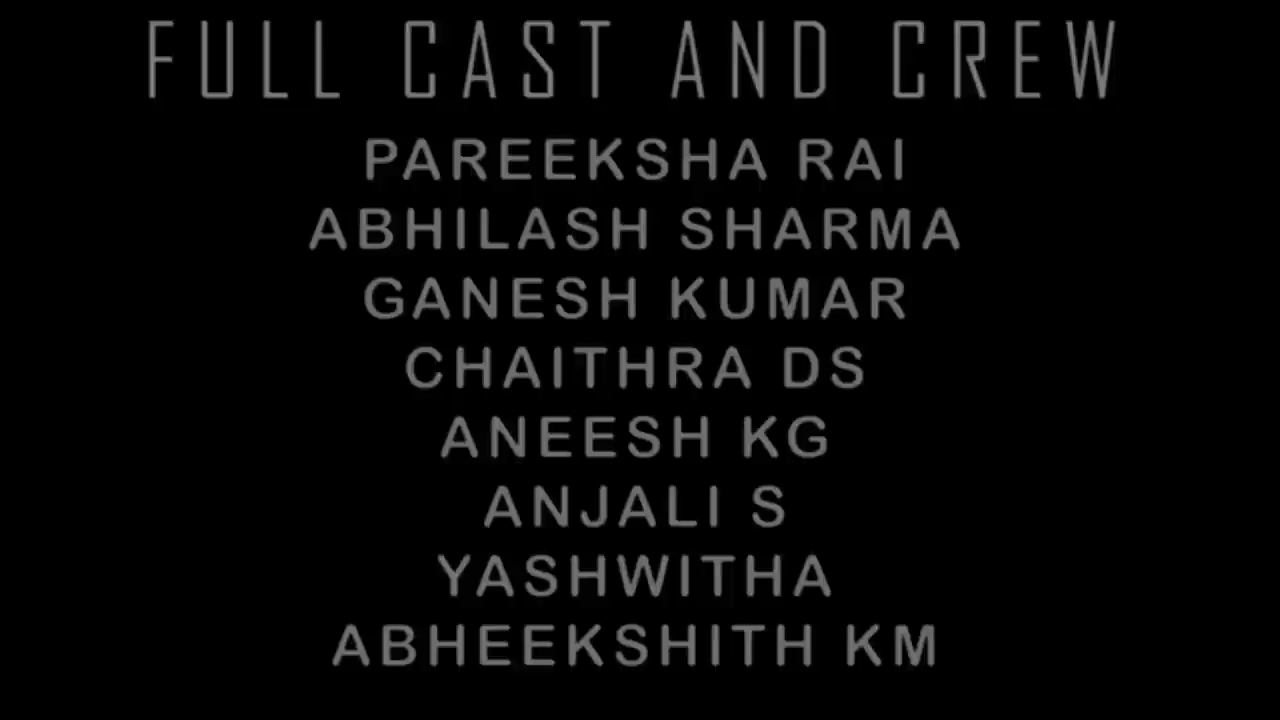 FULL CAST AND CREW
PAREEKSHA RAI
ABHILASH SHARMA
GANESH KUMAR
CHAITHRA DS
ANEESH KG
ANJALI S
YASHWITHA
ABHEEKSHITH KM